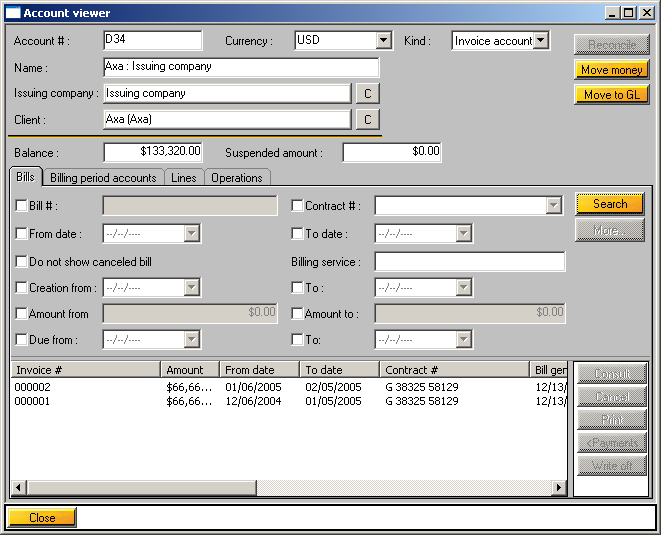 Account viewer
Account # : D34 Currency : USD Kind : Invoice account Reconcile
Name : Axa : Issuing company Move money
Issuing company : Issuing company C Move to GL
Client : Axa (Axa) C
Balance : $133,320.00 Suspended amount : $0.00
Bills Billing period accounts Lines Operations
Bill # : Contract # : Search
From date : --/--/---- To date : --/--/---- More...
Do not show canceled bill Billing service :
Creation from : --/--/---- To : --/--/----
Amount from $0.00 Amount to : $0.00
Due from : --/--/---- To: --/--/----
Invoice # Amount From date To date Contract # Bill gen Consult
000002 $66,66... 01/06/2005 02/05/2005 G 38325 58129 12/13/ Cancel
000001 $66,66... 12/06/2004 01/05/2005 G 38325 58129 12/13/ Print
<Payments
Write off
Close